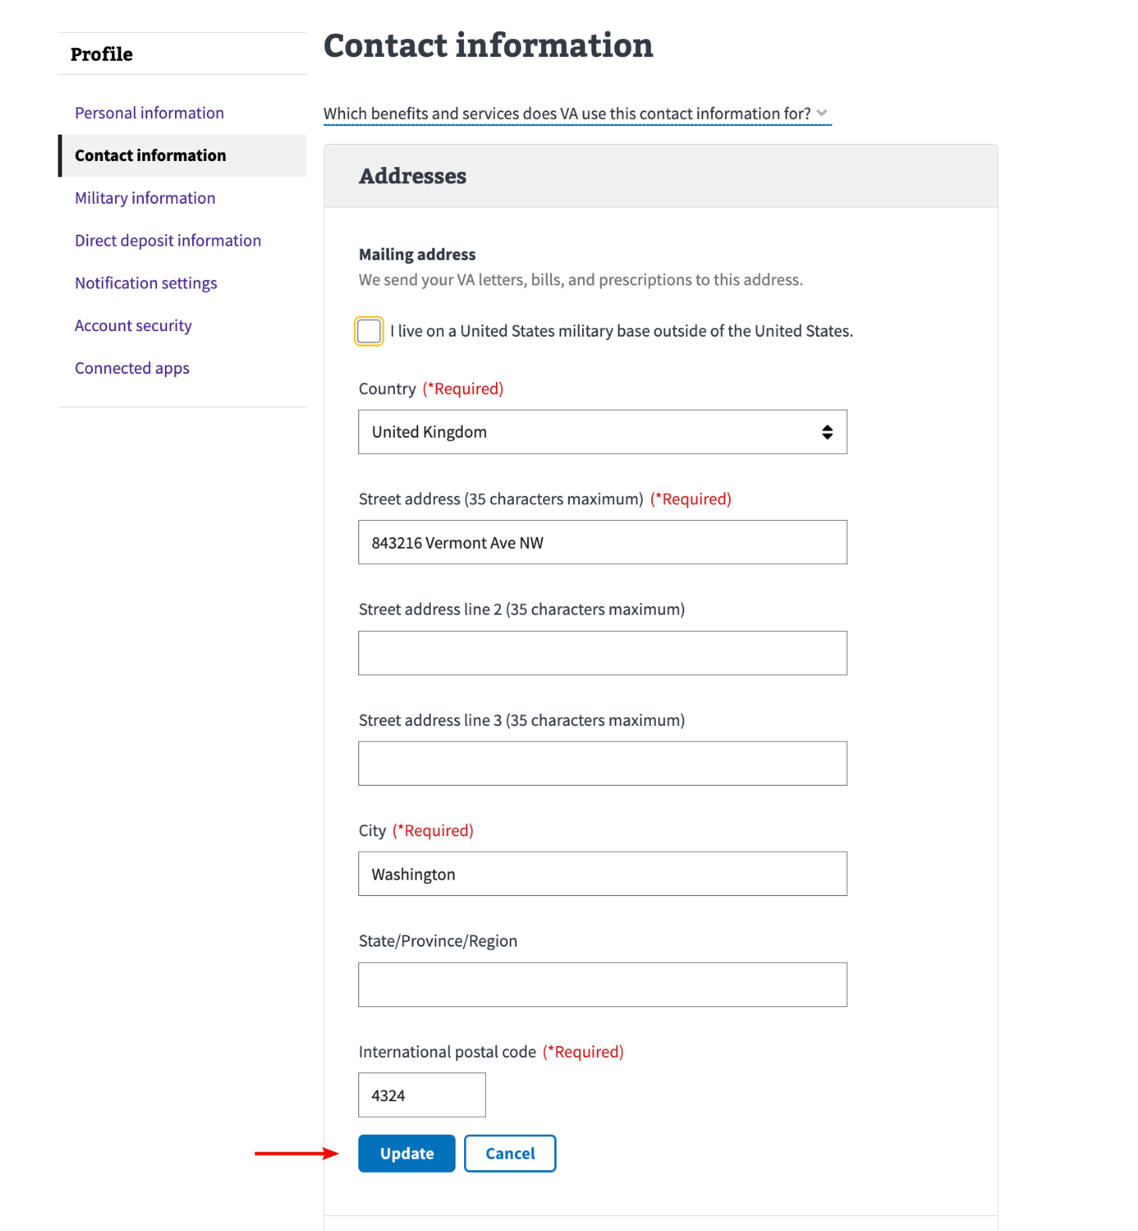 Profile
Personal information
Contact information
Military information
Direct deposit information
Notification settings
Account security
Connected apps
Contact information
Which benefits and services does VA use this contact information for?
Addresses
Mailing address
We send your VA letters, bills, and prescriptions to this address.
I live on a United States military base outside of the United States.
Country (*Required)
United Kingdom
Street address (35 characters maximum) (*Required)
843216 Vermont Ave NW
Street address line 2 (35 characters maximum)
Street address line 3 (35 characters maximum)
City (*Required)
Washington
State/Province/Region
International postal code (*Required)
4324
Update Cancel